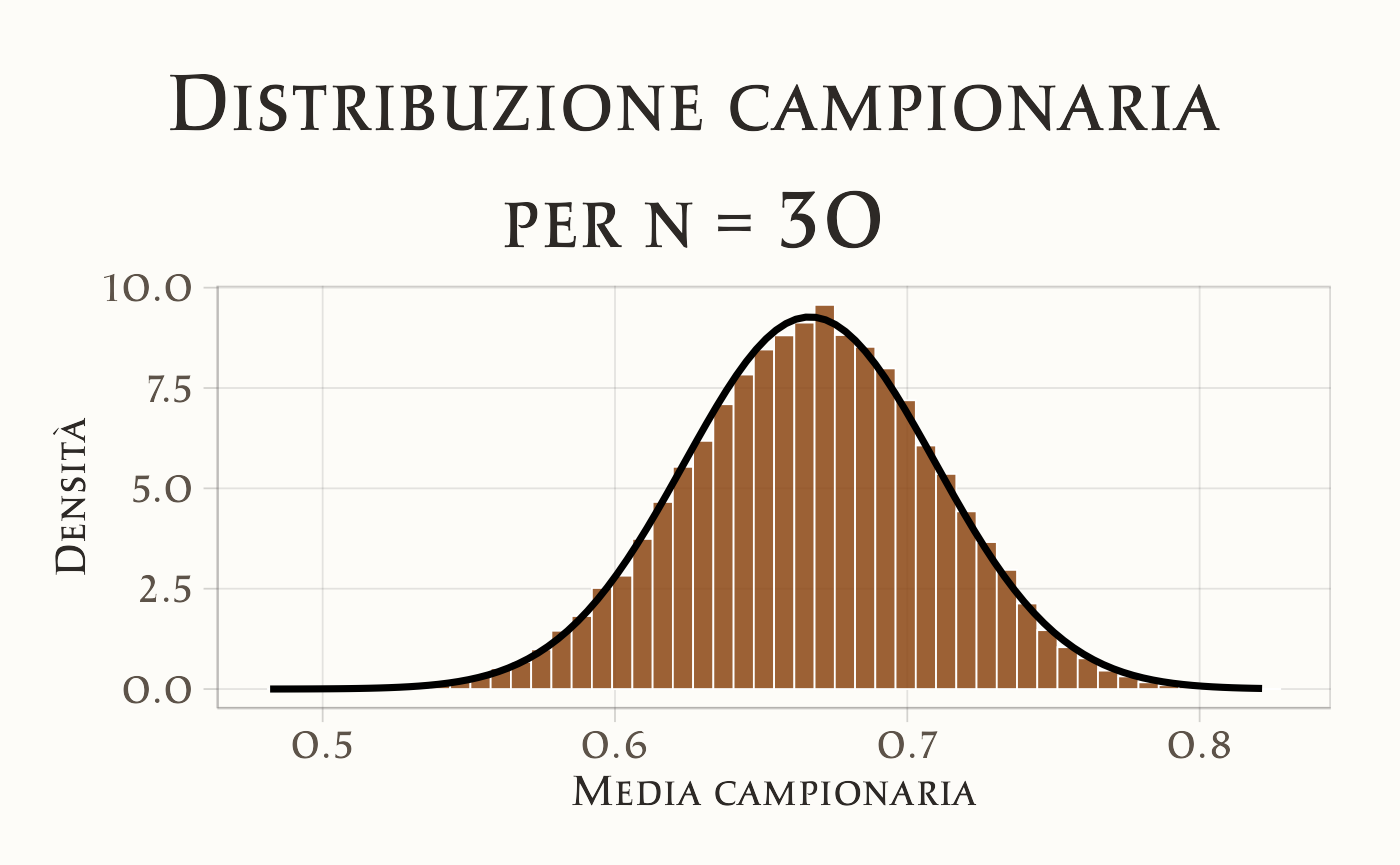 Distribuzione campionaria
per n = 30
10.0
7.5
5.0
2.5
0.0
Densità
0.5 0.6 0.7 0.8
Media campionaria